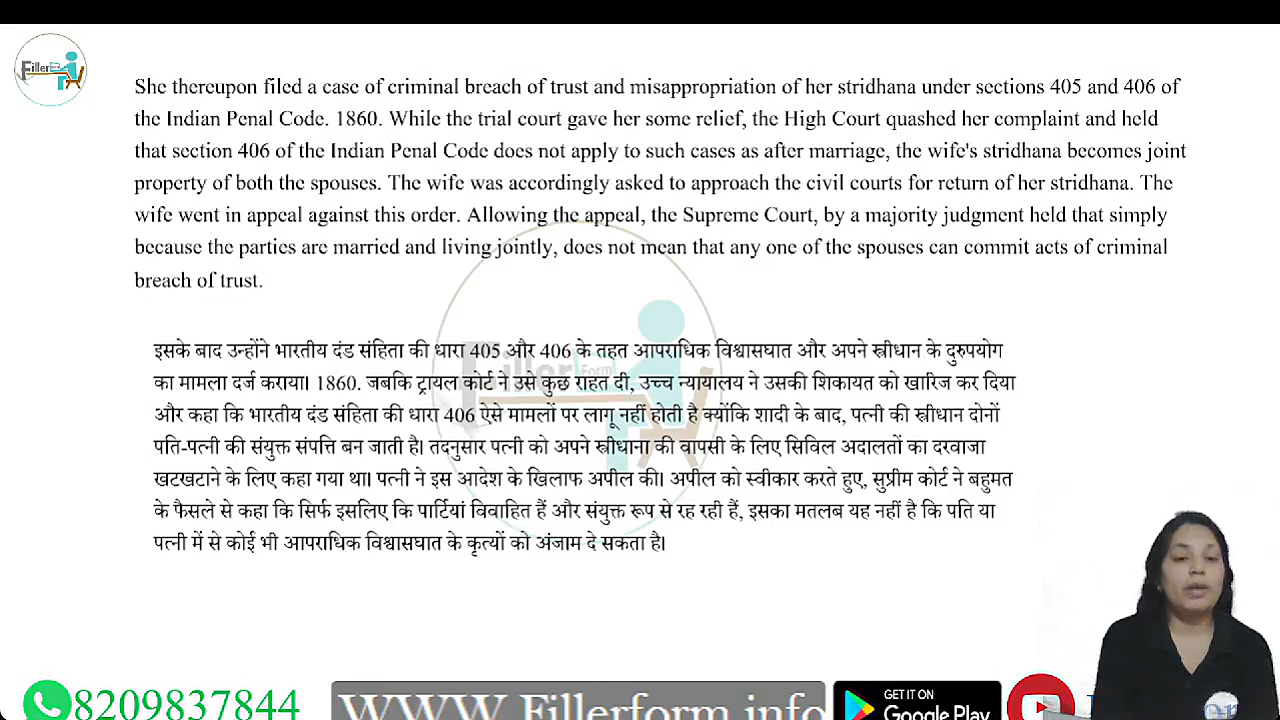 Filler
She thereupon filed a case of criminal breach of trust and misappropriation of her stridhana under sections 405 and 406 of
the Indian Penal Code. 1860. While the trial court gave her some relief, the High Court quashed her complaint and held
that section 406 of the Indian Penal Code does not apply to such cases as after marriage, the wife's stridhana becomes joint
property of both the spouses. The wife was accordingly asked to approach the civil courts for return of her stridhana. The
wife went in appeal against this order. Allowing the appeal, the Supreme Court, by a majority judgment held that simply
because the parties are married and living jointly, does not mean that any one of the spouses can commit acts of criminal
breach of trust.
इसके बाद उन्होंने भारतीय दंड संहिता की धारा 405 और 406 के तहत आपराधिक विश्वासघात और अपने स्त्रीधान के दुरुपयोग
का मामला दर्ज कराया। 1860. जबकि ट्रायल कोर्ट ने उसे कुछ राहत दी, उच्च न्यायालय ने उसकी शिकायत को खारिज कर दिया
और कहा कि भारतीय दंड संहिता की धारा 406 ऐसे मामलों पर लागू नहीं होती है क्योंकि शादी के बाद, पत्नी की स्त्रीधान दोनों
पति-पत्नी की संयुक्त संपत्ति बन जाती है। तदनुसार पत्नी को अपने स्त्रीधाना की वापसी के लिए सिविल अदालतों का दरवाजा
खटखटाने के लिए कहा गया था। पत्नी ने इस आदेश के खिलाफ अपील की। अपील को स्वीकार करते हुए, सुप्रीम कोर्ट ने बहुमत
के फैसले से कहा कि सिर्फ इसलिए कि पार्टियां विवाहित हैं और संयुक्त रूप से रह रही हैं, इसका मतलब यह नहीं है कि पति या
पत्नी में से कोई भी आपराधिक विश्वासघात के कृत्यों को अंजाम दे सकता है।
Filler Form
8209837844
WWW.Fillerform.info
GET IT ON
Google Play